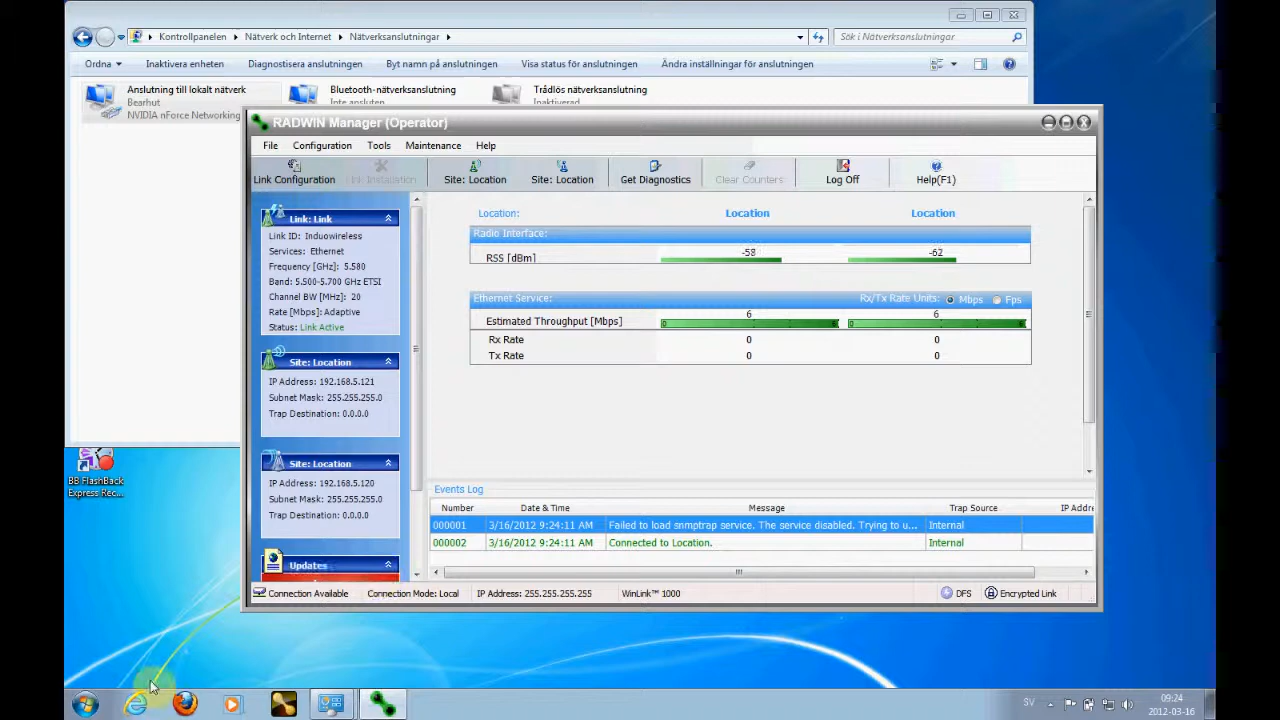 Kontrollpanelen
Nätverk och Internet
Nätverksanslutningar
Sök i Nätverksanslutningar
Ordna
Inaktivera enheten
Diagnostisera anslutningen
Byt namn på anslutningen
Visa status för anslutningen
Ändra inställningar för anslutningen
Anslutning till lokalt nätverk
Bearhut
NVIDIA nForce Networking
Bluetooth-nätverksanslutning
Inte ansluten
Trådlös nätverksanslutning
Inaktiverad
RADWIN Manager (Operator)
File Configuration Tools Maintenance Help
Link Configuration
Link Installation
Site: Location
Site: Location
Get Diagnostics
Clear Counters
Log Off
Help(F1)
Link: Link
Link ID: Induowireless
Services: Ethernet
Frequency [GHz]: 5.580
Band: 5.500-5.700 GHz ETSI
Channel BW [MHz]: 20
Rate [Mbps]: Adaptive
Status: Link Active
Site: Location
IP Address: 192.168.5.121
Subnet Mask: 255.255.255.0
Trap Destination: 0.0.0.0
Site: Location
IP Address: 192.168.5.120
Subnet Mask: 255.255.255.0
Trap Destination: 0.0.0.0
Updates
Location: Location Location
Radio Interface:
RSS [dBm] -58 -62
Ethernet Service: Rx/Tx Rate Units: Mbps Fps
Estimated Throughput [Mbps] 6 6
Rx Rate 0 0
Tx Rate 0 0
Events Log
Number Date & Time Message Trap Source IP Addre
000001 3/16/2012 9:24:11 AM Failed to load snmptrap service. The service disabled. Trying to u... Internal
000002 3/16/2012 9:24:11 AM Connected to Location. Internal
Connection Available Connection Mode: Local IP Address: 255.255.255.255 WinLink™ 1000 DFS Encrypted Link
BB FlashBack
Express Rec...
SV
09:24
2012-03-16